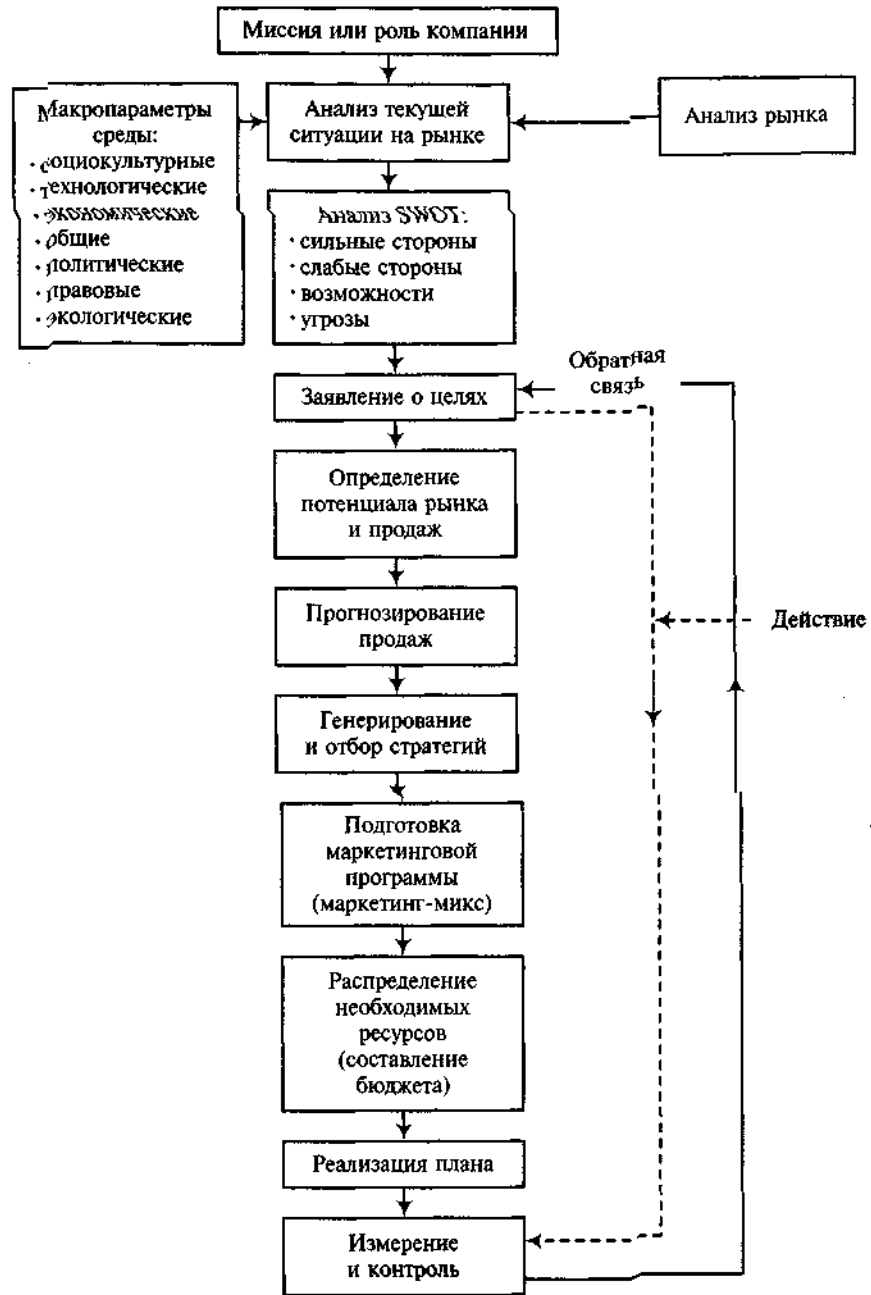 Миссия или роль компании
Макропараметры
среды:
· социокультурные
· технологические
· экономические
· общие
· политические
· правовые
· экологические
Анализ текущей
ситуации на рынке
Анализ рынка
Анализ SWOT:
· сильные стороны
· слабые стороны
· возможности
· угрозы
Обратная
связь
Заявление о целях
Определение
потенциала рынка
и продаж
Прогнозирование
продаж
Действие
Генерирование
и отбор стратегий
Подготовка
маркетинговой
программы
(маркетинг-микс)
Распределение
необходимых
ресурсов
(составление
бюджета)
Реализация плана
Измерение
и контроль